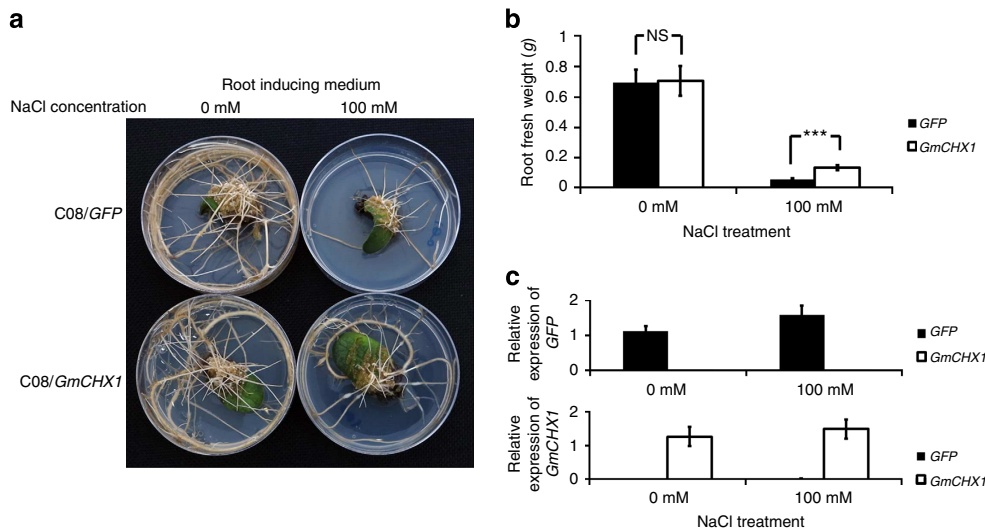 a
Root inducing medium
NaCl concentration
0 mM
100 mM
C08/GFP
C08/GmCHX1
b
Root fresh weight (g)
1
0.8
0.6
0.4
0.2
0
NS
***
0 mM
100 mM
NaCl treatment
GFP
GmCHX1
c
Relative
expression of
GFP
2
1
0
0 mM
100 mM
GFP
GmCHX1
Relative
expression of
GmCHX1
2
1
0
0 mM
100 mM
NaCl treatment
GFP
GmCHX1